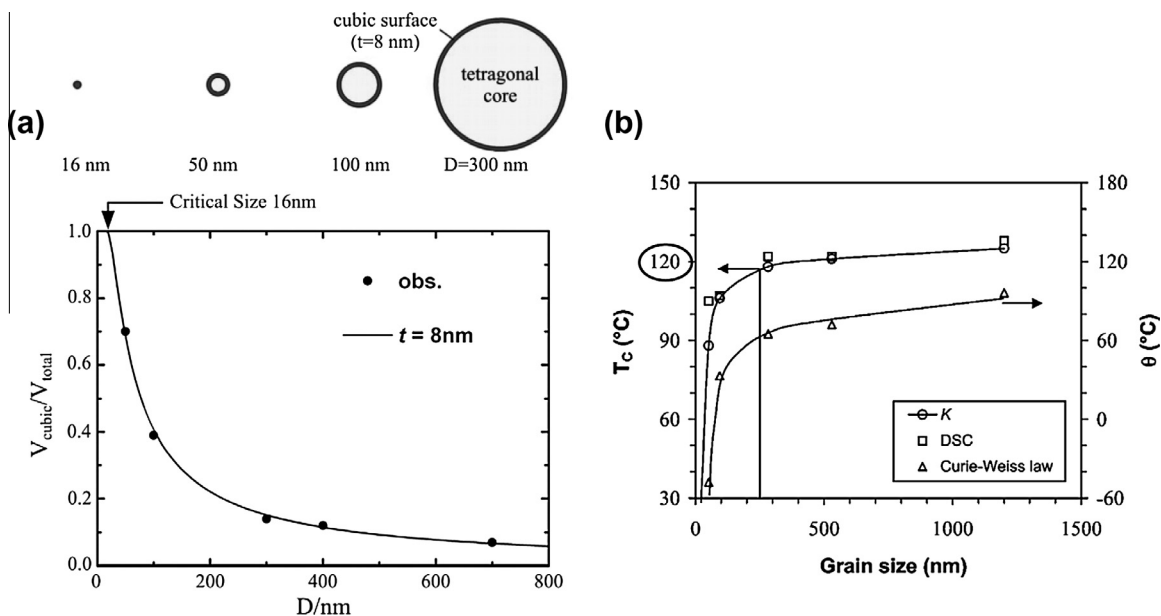 (a)
cubic surface
(t=8 nm)
tetragonal
core
16 nm
50 nm
100 nm
D=300 nm
Critical Size 16nm
1.0
0.8
0.6
0.4
0.2
0.0
V_cubic/V_total
obs.
t = 8nm
0 200 400 600 800
D/nm
(b)
150
120
90
60
30
T_C (°C)
180
120
60
0
-60
θ (°C)
K
DSC
Curie-Weiss law
0 500 1000 1500
Grain size (nm)